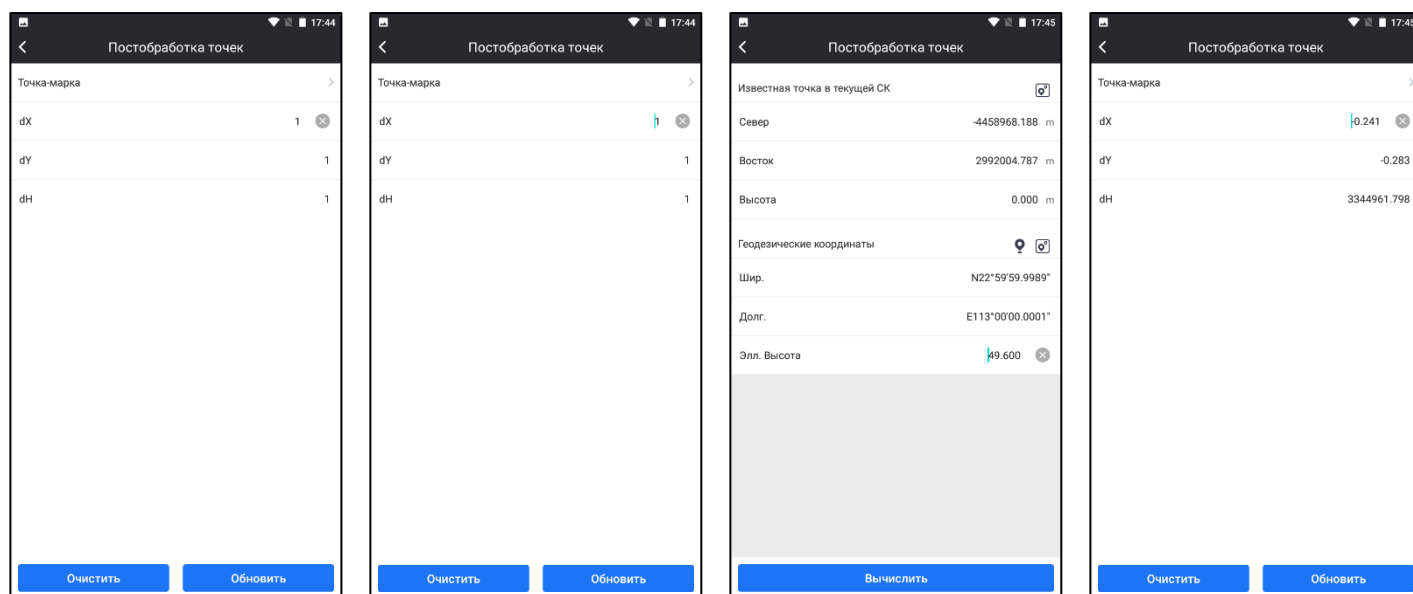 17:44
Постобработка точек
Точка-марка
dX 1
dY 1
dH 1
Очистить Обновить
17:44
Постобработка точек
Точка-марка
dX 1
dY 1
dH 1
Очистить Обновить
17:45
Постобработка точек
Известная точка в текущей СК
Север -4458968.188 m
Восток 2992004.787 m
Высота 0.000 m
Геодезические координаты
Шир. N22°59'59.9989"
Долг. E113°00'00.0001"
Элл. Высота 49.600
Вычислить
17:45
Постобработка точек
Точка-марка
dX -0.241
dY -0.283
dH 3344961.798
Очистить Обновить